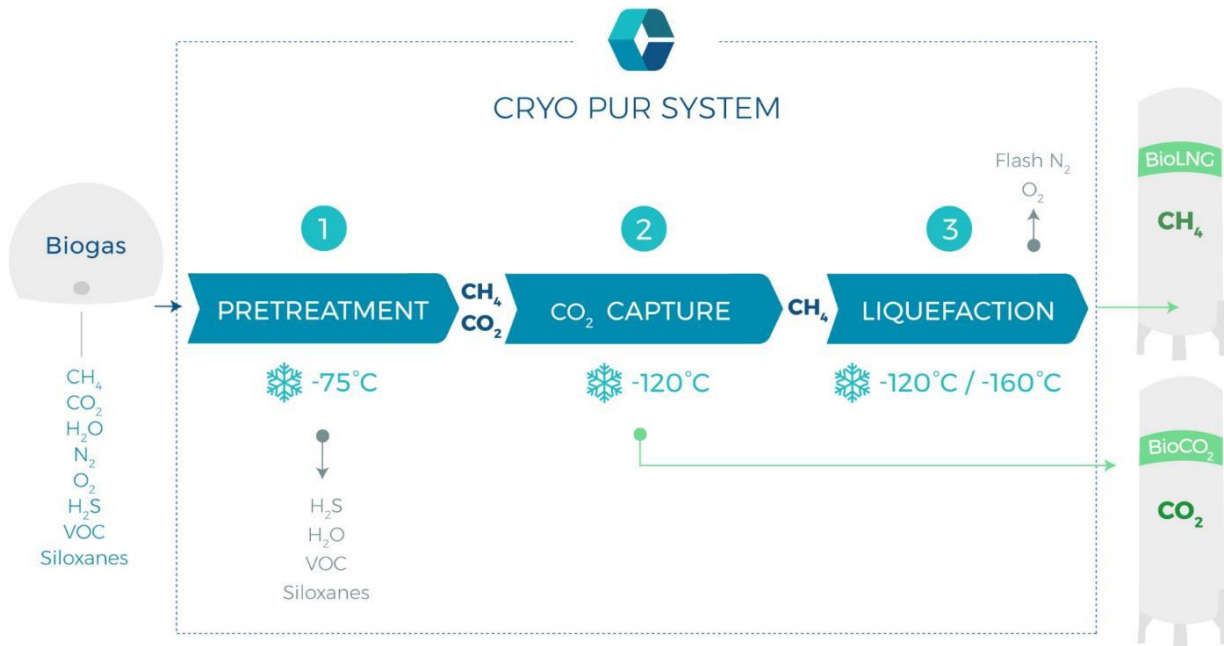 CRYO PUR SYSTEM
Biogas
CH₄
CO₂
H₂O
N₂
O₂
H₂S
VOC
Siloxanes
1
PRETREATMENT
-75°C
H₂S
H₂O
VOC
Siloxanes
CH₄
CO₂
2
CO₂ CAPTURE
-120°C
CH₄
3
LIQUEFACTION
-120°C / -160°C
Flash N₂
O₂
BioLNG
CH₄
BioCO₂
CO₂